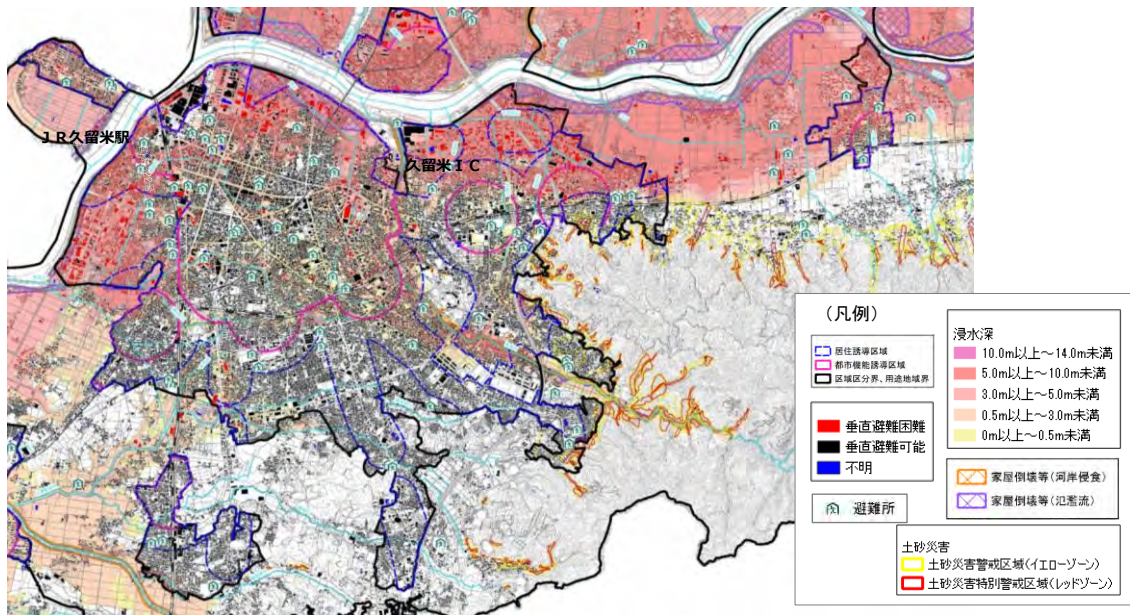 JR久留米駅
久留米IC
(凡例)
居住誘導区域
都市機能誘導区域
区域区分界、用途地域界
垂直避難困難
垂直避難可能
不明
避難所
浸水深
10.0m以上~14.0m未満
5.0m以上~10.0m未満
3.0m以上~5.0m未満
0.5m以上~3.0m未満
0m以上~0.5m未満
家屋倒壊等(河岸侵食)
家屋倒壊等(氾濫流)
土砂災害
土砂災害警戒区域(イエローゾーン)
土砂災害特別警戒区域(レッドゾーン)